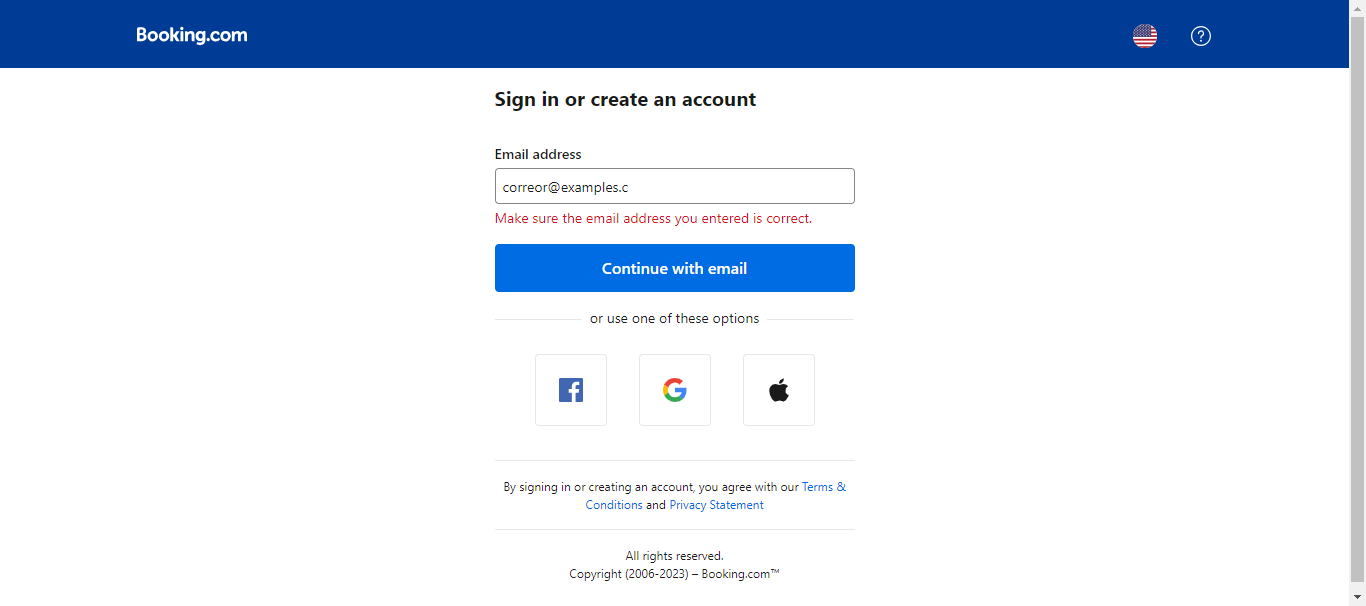 Booking.com
?
Sign in or create an account
Email address
correor@examples.c
Make sure the email address you entered is correct.
Continue with email
or use one of these options
By signing in or creating an account, you agree with our Terms &
Conditions and Privacy Statement
All rights reserved.
Copyright (2006-2023) – Booking.com™